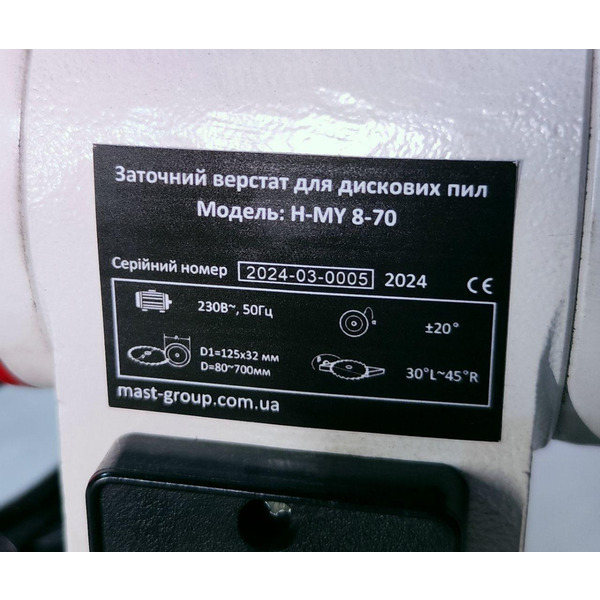 Заточний верстат для дискових пил
Модель: H-MY 8-70
Серійний номер 2024-03-0005 2024 CE
230В~, 50Гц
±20°
D1=125x32 мм
D=80~700мм
30°L~45°R
mast-group.com.ua